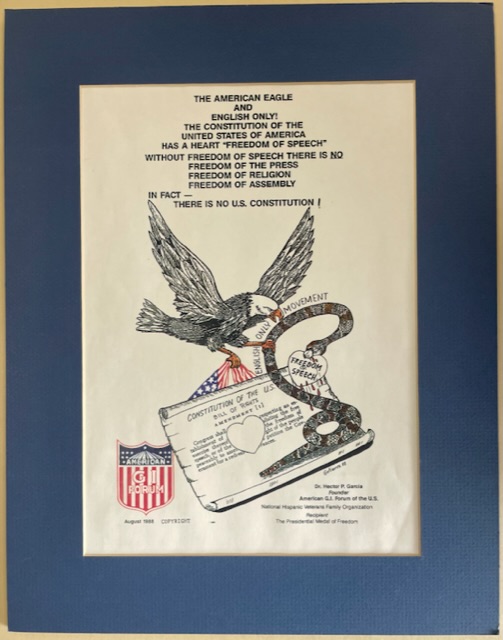 THE AMERICAN EAGLE
AND
ENGLISH ONLY!
THE CONSTITUTION OF THE
UNITED STATES OF AMERICA
HAS A HEART "FREEDOM OF SPEECH"
WITHOUT FREEDOM OF SPEECH THERE IS NO
FREEDOM OF THE PRESS
FREEDOM OF RELIGION
FREEDOM OF ASSEMBLY
IN FACT —
THERE IS NO U.S. CONSTITUTION !
ENGLISH ONLY MOVEMENT
FREEDOM OF SPEECH
CONSTITUTION OF THE U.S.
BILL OF RIGHTS
AMENDMENT [1]
AMERICAN
GI
FORUM
Dr. Hector P. Garcia
Founder
American G.I. Forum of the U.S.
National Hispanic Veterans Family Organization
Recipient
The Presidential Medal of Freedom
August 1988 COPYRIGHT